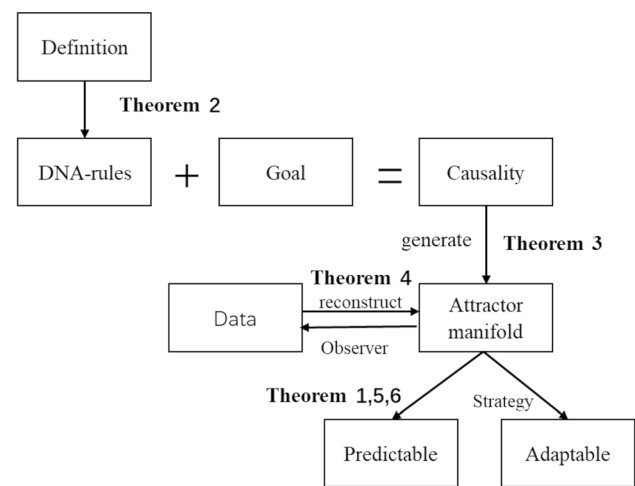 Definition
Theorem 2
DNA-rules + Goal = Causality
generate Theorem 3
Theorem 4
reconstruct
Data
Attractor
manifold
Observer
Theorem 1,5,6
Strategy
Predictable
Adaptable